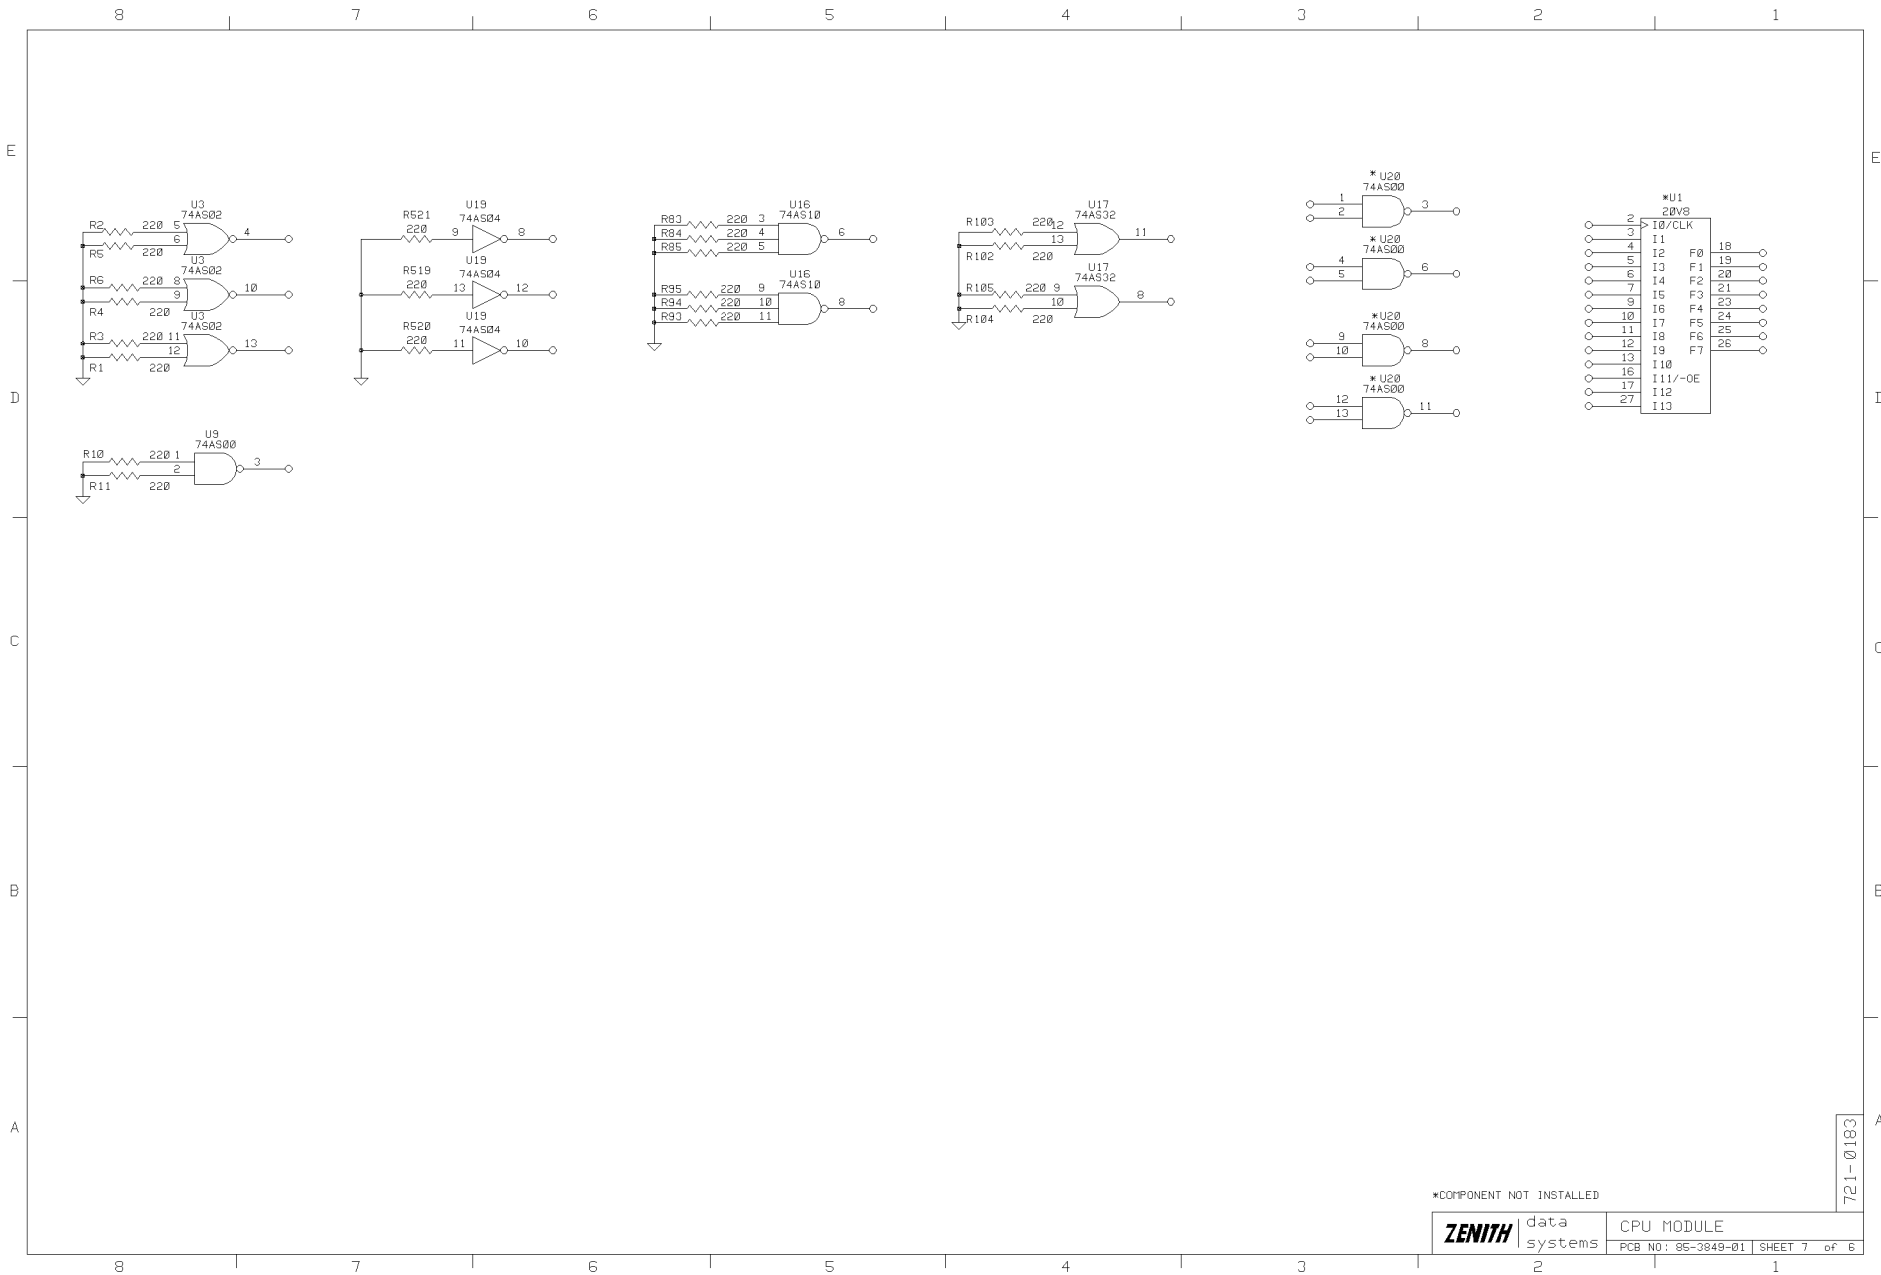 8 7 6 5 4 3 2 1
E E
U3
74AS02
R2 220 5
6 4
R5 220
U3
74AS02
R6 220 8
9 10
R4 220
U3
74AS02
R3 220 11
12 13
R1 220
U9
74AS00
R10 220 1
2 3
R11 220
R521 U19
220 74AS04
9 8
R519 U19
220 74AS04
13 12
R520 U19
220 74AS04
11 10
U16
74AS10
R83 220 3
R84 220 4 6
R85 220 5
U16
74AS10
R95 220 9
R94 220 10 8
R93 220 11
U17
74AS32
R103 220 12
13 11
R102 220
U17
74AS32
R105 220 9
10 8
R104 220
* U20
74AS00
1
2 3
* U20
74AS00
4
5 6
*U20
74AS00
9
10 8
* U20
74AS00
12
13 11
*U1
20V8
2 I0/CLK
3 I1
4 I2 F0 18
5 I3 F1 19
6 I4 F2 20
7 I5 F3 21
9 I6 F4 23
10 I7 F5 24
11 I8 F6 25
12 I9 F7 26
13 I10
16 I11/-OE
17 I12
27 I13
D
C
B
A
721-0183
*COMPONENT NOT INSTALLED
ZENITH data systems
CPU MODULE
PCB NO: 85-3849-01 SHEET 7 of 6
8 7 6 5 4 3 2 1